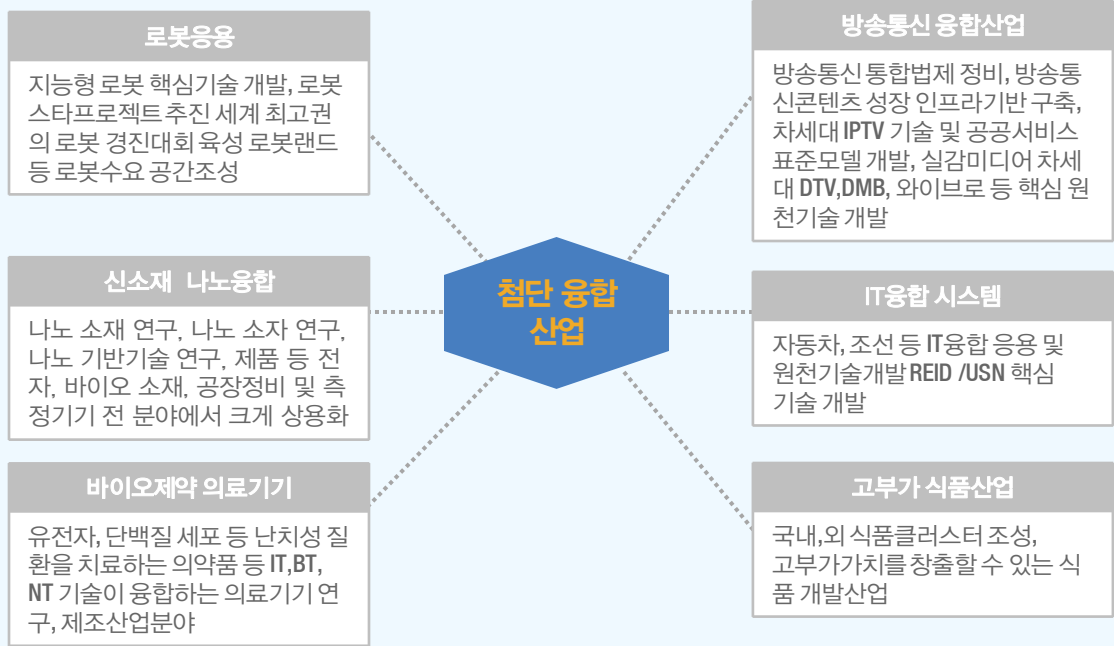 로봇응용
지능형 로봇 핵심기술 개발, 로봇
스타프로젝트 추진 세계 최고권
의 로봇 경진대회 육성 로봇랜드
등 로봇수요 공간조성
신소재 나노융합
나노 소재 연구, 나노 소자 연구,
나노 기반기술 연구, 제품 등 전
자, 바이오 소재, 공장정비 및 측
정기기 전 분야에서 크게 상용화
바이오제약 의료기기
유전자, 단백질 세포 등 난치성 질
환을 치료하는 의약품 등 IT,BT,
NT 기술이 융합하는 의료기기 연
구, 제조산업분야
첨단 융합
산업
방송통신 융합산업
방송통신 통합법제 정비, 방송통
신콘텐츠 성장 인프라기반 구축,
차세대 IPTV 기술 및 공공서비스
표준모델 개발, 실감미디어 차세
대 DTV,DMB, 와이브로 등 핵심 원
천기술 개발
IT융합 시스템
자동차, 조선 등 IT융합 응용 및
원천기술개발 REID /USN 핵심
기술 개발
고부가 식품산업
국내,외 식품클러스터 조성,
고부가가치를 창출할 수 있는 식
품 개발산업